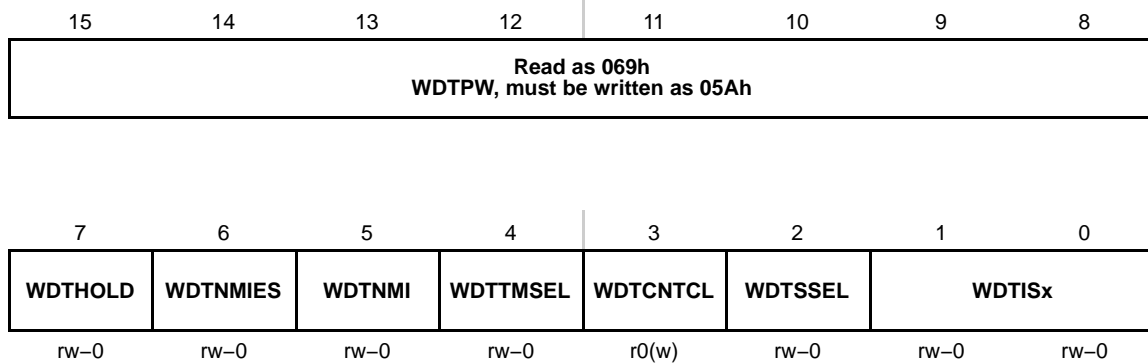 15 14 13 12 11 10 9 8
Read as 069h
WDTPW, must be written as 05Ah
7 6 5 4 3 2 1 0
WDTHOLD WDTNMIES WDTNMI WDTTMSEL WDTCNTCL WDTSSEL WDTISx
rw−0 rw−0 rw−0 rw−0 r0(w) rw−0 rw−0 rw−0